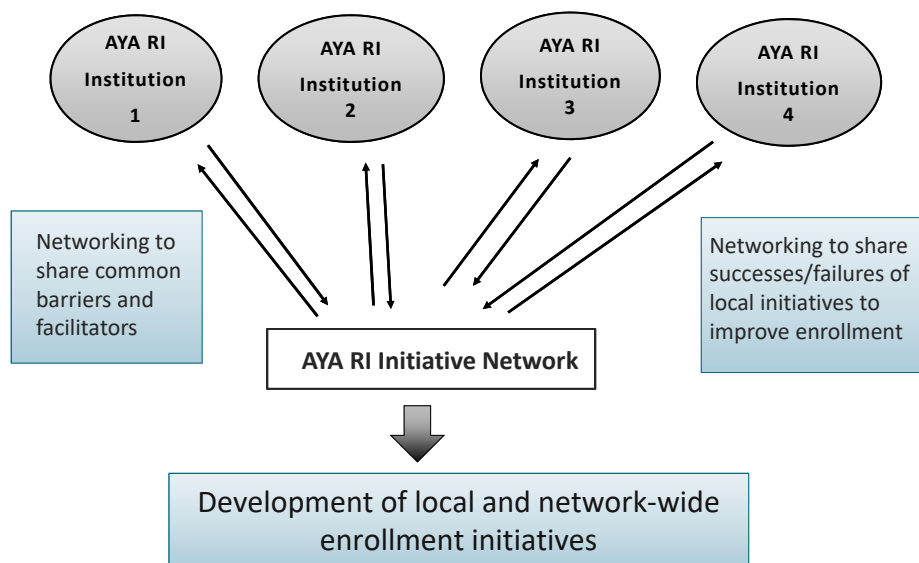 AYA RI
Institution
1
AYA RI
Institution
2
AYA RI
Institution
3
AYA RI
Institution
4
Networking to
share common
barriers and
facilitators
Networking to share
successes/failures of
local initiatives to
improve enrollment
AYA RI Initiative Network
Development of local and network-wide
enrollment initiatives